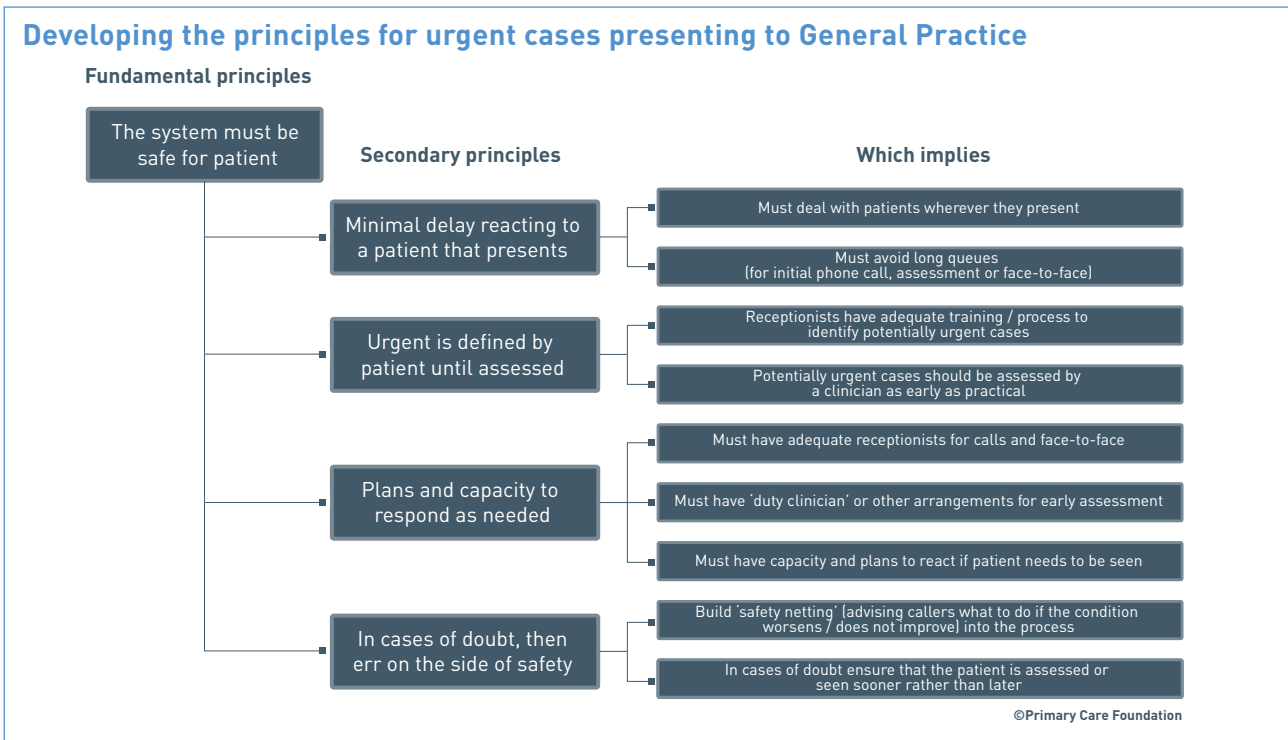 Developing the principles for urgent cases presenting to General Practice
Fundamental principles
The system must be
safe for patient
Secondary principles
Which implies
Minimal delay reacting to
a patient that presents
Must deal with patients wherever they present
Must avoid long queues
(for initial phone call, assessment or face-to-face)
Urgent is defined by
patient until assessed
Receptionists have adequate training / process to
identify potentially urgent cases
Potentially urgent cases should be assessed by
a clinician as early as practical
Plans and capacity to
respond as needed
Must have adequate receptionists for calls and face-to-face
Must have ‘duty clinician’ or other arrangements for early assessment
Must have capacity and plans to react if patient needs to be seen
In cases of doubt, then
err on the side of safety
Build ‘safety netting’ (advising callers what to do if the condition
worsens / does not improve) into the process
In cases of doubt ensure that the patient is assessed or
seen sooner rather than later
©Primary Care Foundation